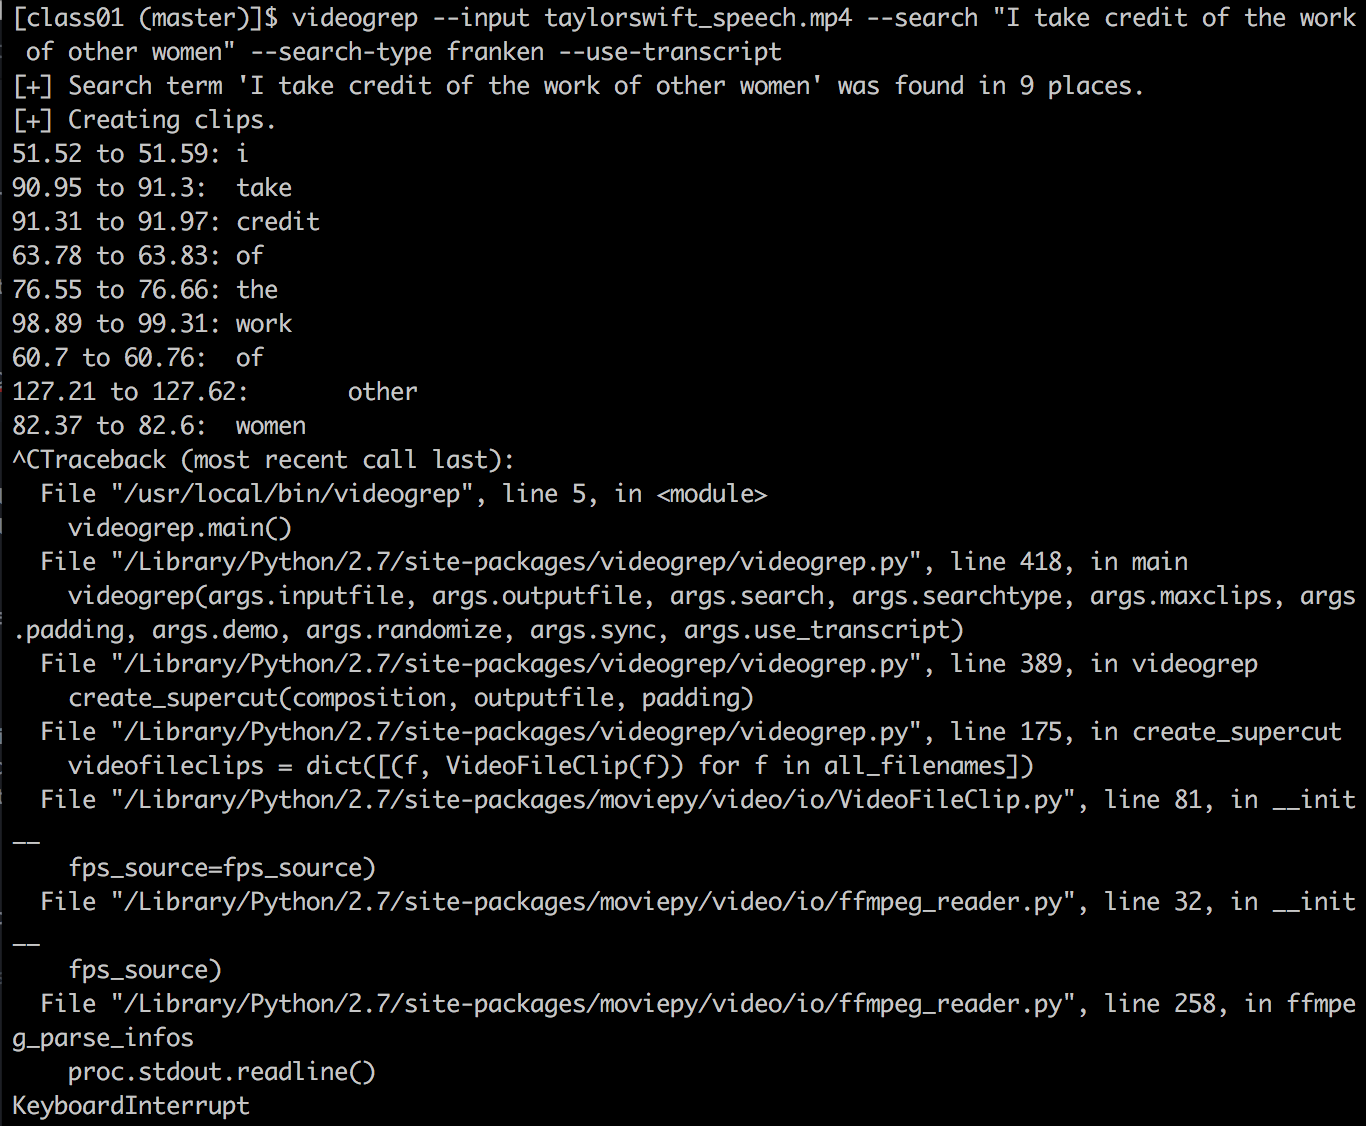 [class01 (master)]$ videogrep --input taylorswift_speech.mp4 --search "I take credit of the work
 of other women" --search-type franken --use-transcript
[+] Search term 'I take credit of the work of other women' was found in 9 places.
[+] Creating clips.
51.52 to 51.59: i
90.95 to 91.3:  take
91.31 to 91.97: credit
63.78 to 63.83: of
76.55 to 76.66: the
98.89 to 99.31: work
60.7 to 60.76:  of
127.21 to 127.62:       other
82.37 to 82.6:  women
^CTraceback (most recent call last):
  File "/usr/local/bin/videogrep", line 5, in <module>
    videogrep.main()
  File "/Library/Python/2.7/site-packages/videogrep/videogrep.py", line 418, in main
    videogrep(args.inputfile, args.outputfile, args.search, args.searchtype, args.maxclips, args
.padding, args.demo, args.randomize, args.sync, args.use_transcript)
  File "/Library/Python/2.7/site-packages/videogrep/videogrep.py", line 389, in videogrep
    create_supercut(composition, outputfile, padding)
  File "/Library/Python/2.7/site-packages/videogrep/videogrep.py", line 175, in create_supercut
    videofileclips = dict([(f, VideoFileClip(f)) for f in all_filenames])
  File "/Library/Python/2.7/site-packages/moviepy/video/io/VideoFileClip.py", line 81, in __init
__
    fps_source=fps_source)
  File "/Library/Python/2.7/site-packages/moviepy/video/io/ffmpeg_reader.py", line 32, in __init
__
    fps_source)
  File "/Library/Python/2.7/site-packages/moviepy/video/io/ffmpeg_reader.py", line 258, in ffmpe
g_parse_infos
    proc.stdout.readline()
KeyboardInterrupt